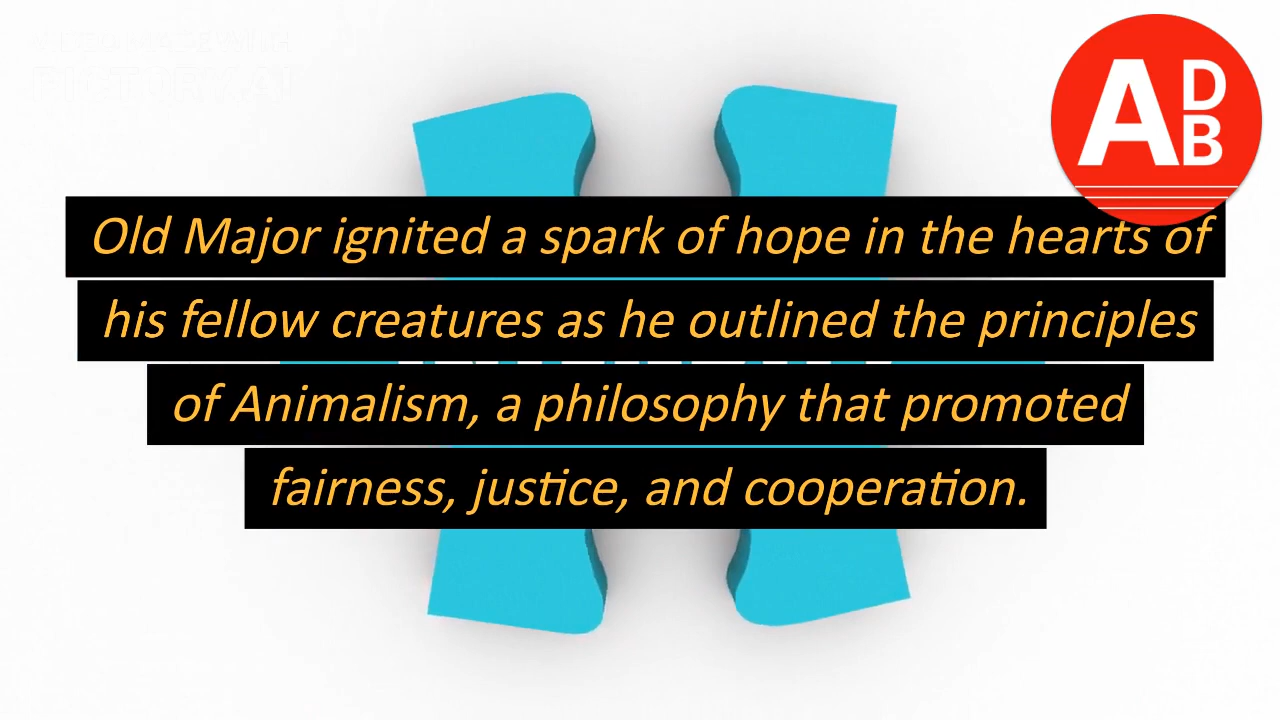 A D
B
Old Major ignited a spark of hope in the hearts of
his fellow creatures as he outlined the principles
of Animalism, a philosophy that promoted
fairness, justice, and cooperation.